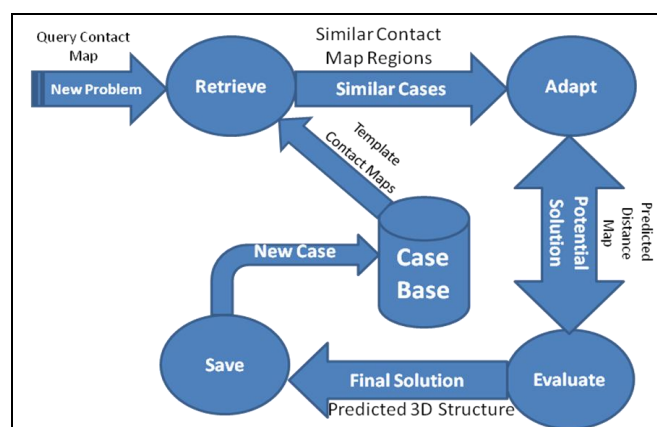 Query Contact
Map
New Problem
Retrieve
Similar Contact
Map Regions
Similar Cases
Adapt
Template
Contact Maps
Potential
Solution
Predicted
Distance
Map
New Case
Case
Base
Save
Final Solution
Predicted 3D Structure
Evaluate